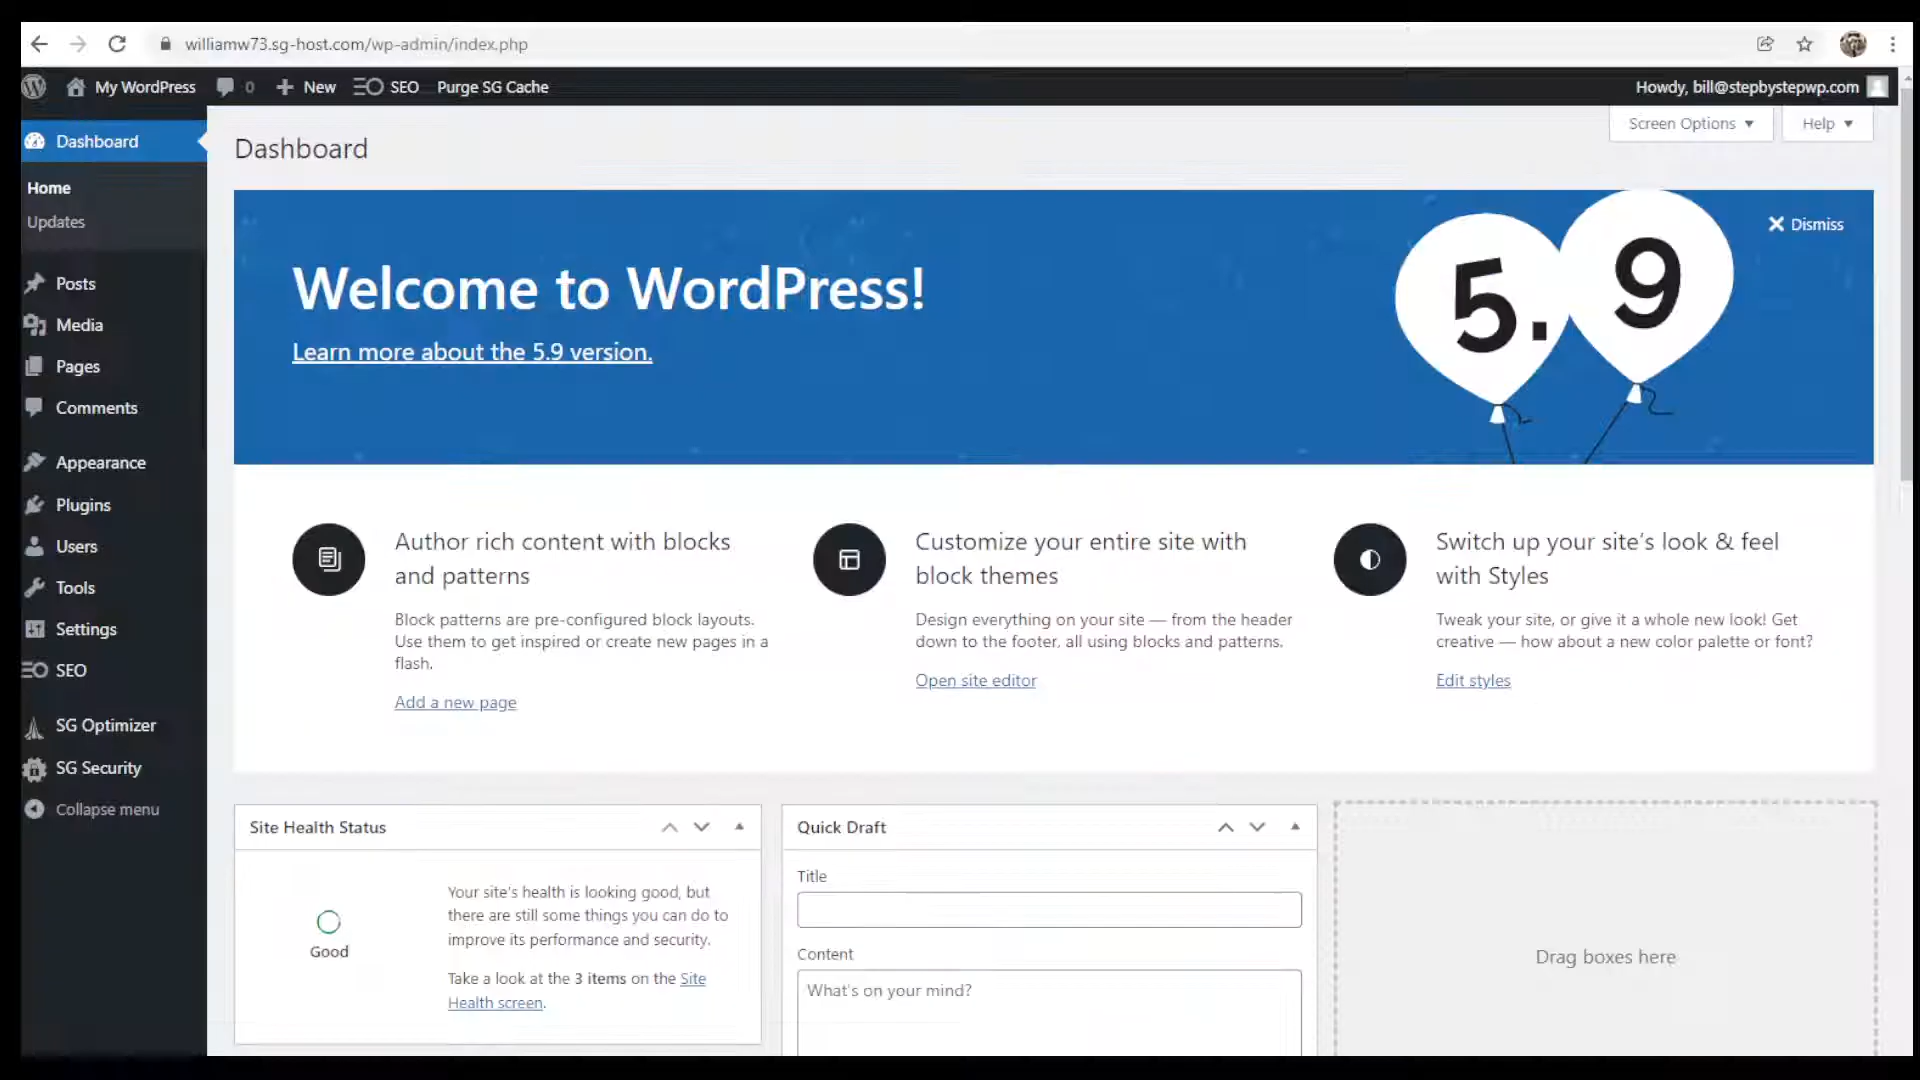 williamw73.sg-host.com/wp-admin/index.php
My WordPress 0 New SEO Purge SG Cache Howdy, bill@stepbystepwp.com
Screen Options Help
Dashboard
Home
Updates
Posts
Media
Pages
Comments
Appearance
Plugins
Users
Tools
Settings
SEO
SG Optimizer
SG Security
Collapse menu
Dashboard
Dismiss
Welcome to WordPress!
Learn more about the 5.9 version.
5.9
Author rich content with blocks
and patterns
Block patterns are pre-configured block layouts.
Use them to get inspired or create new pages in a
flash.
Add a new page
Customize your entire site with
block themes
Design everything on your site — from the header
down to the footer, all using blocks and patterns.
Open site editor
Switch up your site's look & feel
with Styles
Tweak your site, or give it a whole new look! Get
creative — how about a new color palette or font?
Edit styles
Site Health Status
Good
Your site's health is looking good, but
there are still some things you can do to
improve its performance and security.
Take a look at the 3 items on the Site
Health screen.
Quick Draft
Title
Content
What's on your mind?
Drag boxes here